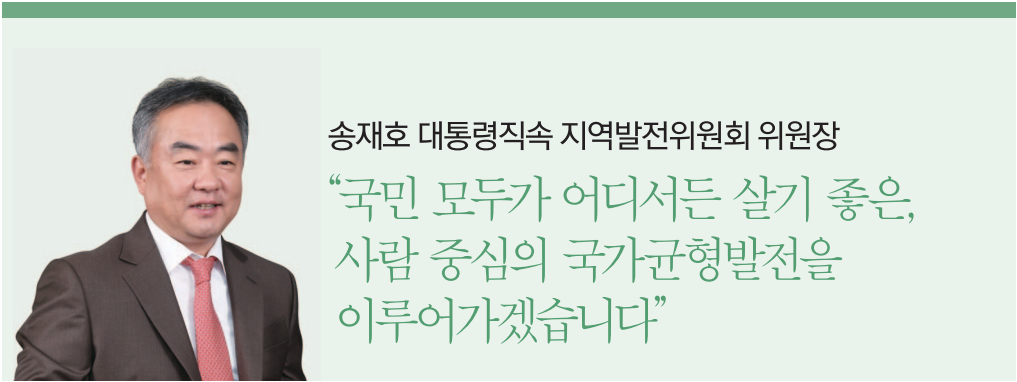 송재호 대통령직속 지역발전위원회 위원장
“국민 모두가 어디서든 살기 좋은,
사람 중심의 국가균형발전을
이루어가겠습니다”